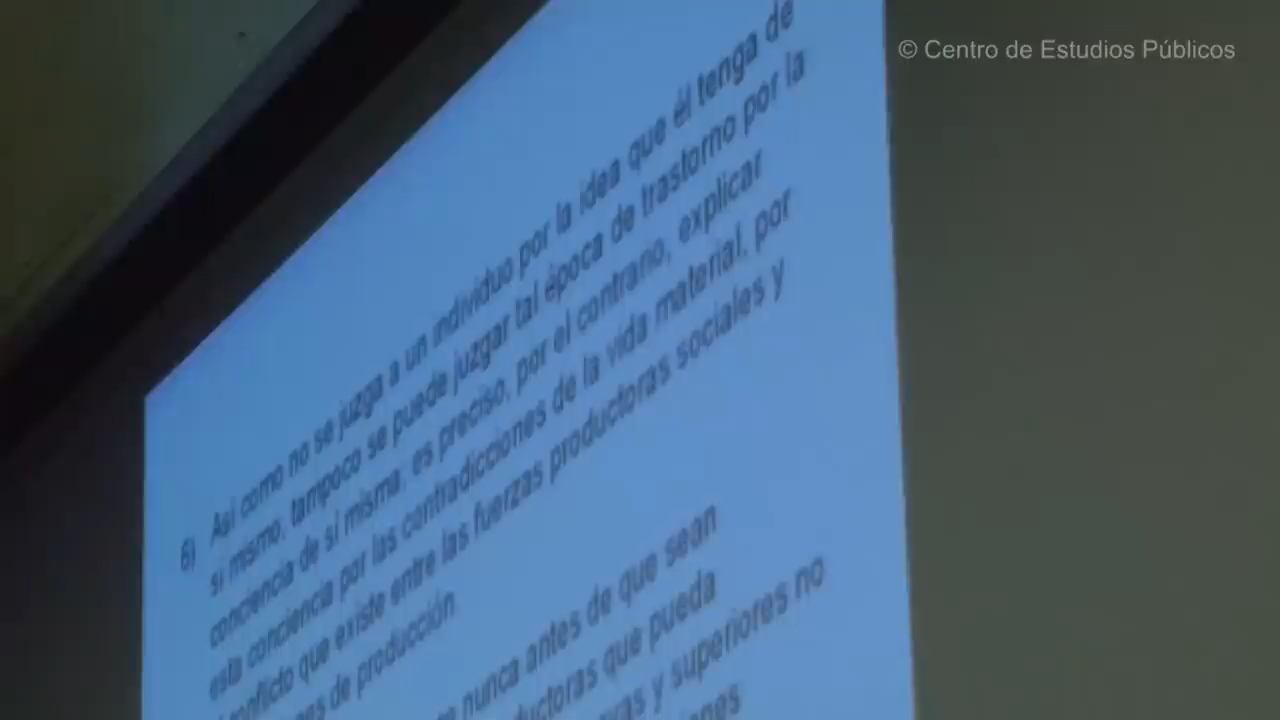 © Centro de Estudios Públicos
6) Así como no se juzga a un individuo por la idea que él tenga de
sí mismo, tampoco se puede juzgar tal época de trastorno por la
conciencia de sí misma, es preciso, por el contrario, explicar
esta conciencia por las contradicciones de la vida material, por
conflicto que existe entre las fuerzas productoras sociales y
de producción
nunca antes de que sean
que pueda
y superiores no